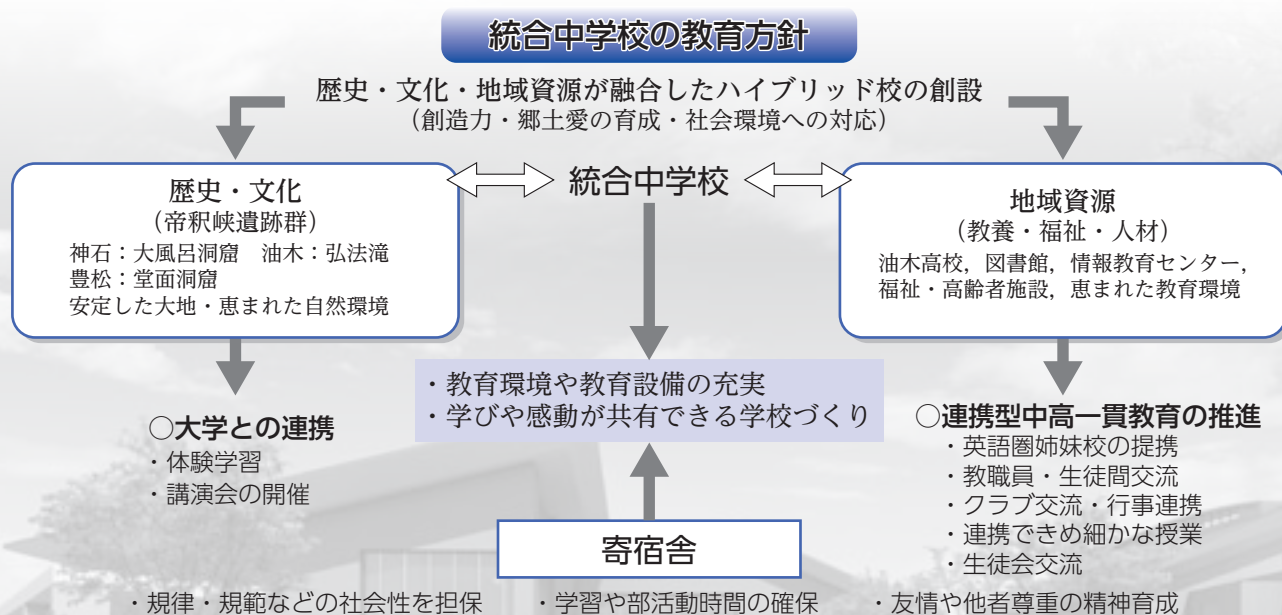 統合中学校の教育方針
歴史・文化・地域資源が融合したハイブリッド校の創設
（創造力・郷土愛の育成・社会環境への対応）
歴史・文化
（帝釈峡遺跡群）
神石：大風呂洞窟　油木：弘法滝
豊松：堂面洞窟
安定した大地・恵まれた自然環境
統合中学校
地域資源
（教養・福祉・人材）
油木高校，図書館，情報教育センター，
福祉・高齢者施設，恵まれた教育環境
・教育環境や教育設備の充実
・学びや感動が共有できる学校づくり
○大学との連携
・体験学習
・講演会の開催
○連携型中高一貫教育の推進
・英語圏姉妹校の提携
・教職員・生徒間交流
・クラブ交流・行事連携
・連携できめ細かな授業
・生徒会交流
寄宿舎
・規律・規範などの社会性を担保
・学習や部活動時間の確保
・友情や他者尊重の精神育成